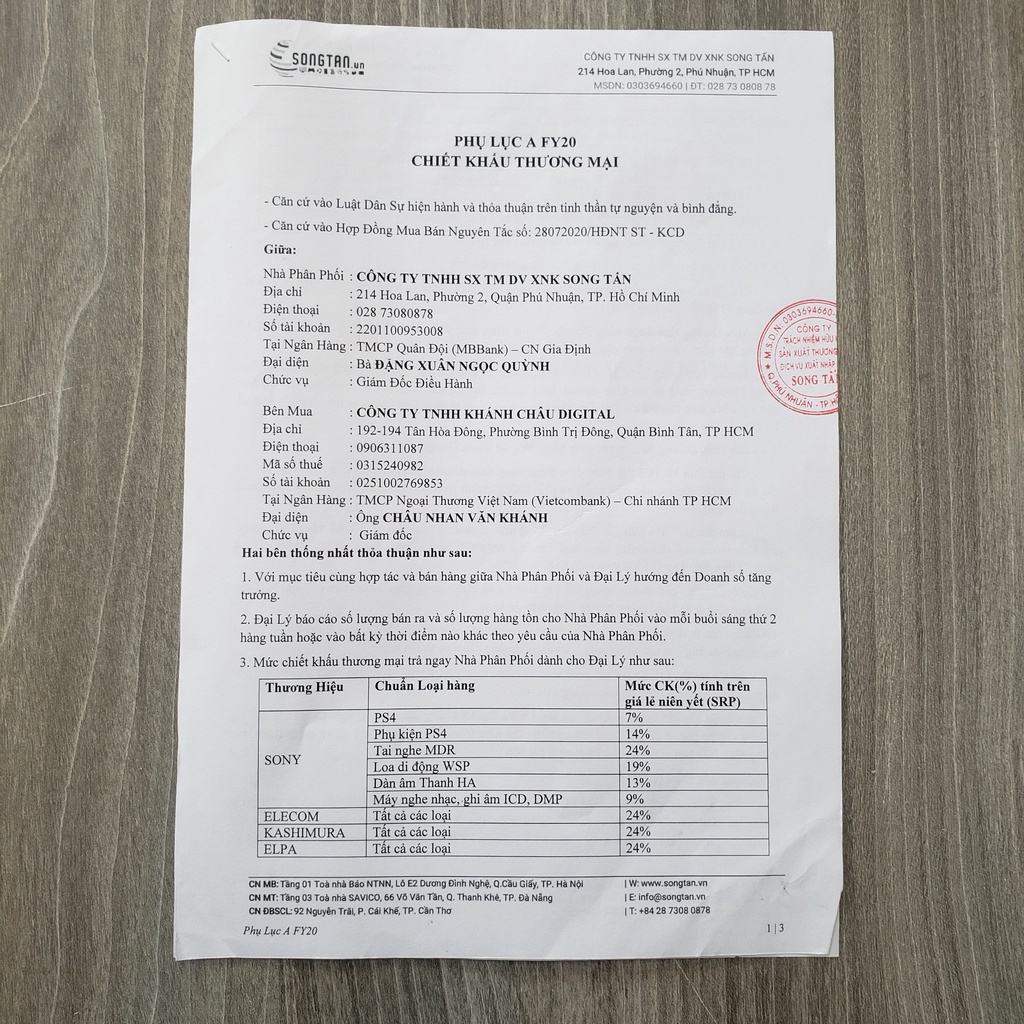 SONGTAN.vn
CÔNG TY TNHH SX TM DV XNK SONG TẤN
214 Hoa Lan, Phường 2, Phú Nhuận, TP HCM
MSDN: 0303694660 | ĐT: 028 73 0808 78
PHỤ LỤC A FY20
CHIẾT KHẤU THƯƠNG MẠI
- Căn cứ vào Luật Dân Sự hiện hành và thỏa thuận trên tinh thần tự nguyện và bình đẳng.
- Căn cứ vào Hợp Đồng Mua Bán Nguyên Tắc số: 28072020/HĐNT ST - KCD
Giữa:
Nhà Phân Phối : CÔNG TY TNHH SX TM DV XNK SONG TẤN
Địa chỉ : 214 Hoa Lan, Phường 2, Quận Phú Nhuận, TP. Hồ Chí Minh
Điện thoại : 028 73080878
Số tài khoản : 2201100953008
Tại Ngân Hàng : TMCP Quân Đội (MBBank) – CN Gia Định
Đại diện : Bà ĐẶNG XUÂN NGỌC QUỲNH
Chức vụ : Giám Đốc Điều Hành
Bên Mua : CÔNG TY TNHH KHÁNH CHÂU DIGITAL
Địa chỉ : 192-194 Tân Hòa Đông, Phường Bình Trị Đông, Quận Bình Tân, TP HCM
Điện thoại : 0906311087
Mã số thuế : 0315240982
Số tài khoản : 0251002769853
Tại Ngân Hàng : TMCP Ngoại Thương Việt Nam (Vietcombank) – Chi nhánh TP HCM
Đại diện : Ông CHÂU NHAN VĂN KHÁNH
Chức vụ : Giám đốc
M.S.D.N: 0303694660
CÔNG TY
TRÁCH NHIỆM HỮU
SẢN XUẤT THƯƠNG
DỊCH VỤ XUẤT NHẬP
SONG TẤ
Q.PHÚ NHUẬN - TP.H
Hai bên thống nhất thỏa thuận như sau:
1. Với mục tiêu cùng hợp tác và bán hàng giữa Nhà Phân Phối và Đại Lý hướng đến Doanh số tăng
trưởng.
2. Đại Lý báo cáo số lượng bán ra và số lượng hàng tồn cho Nhà Phân Phối vào mỗi buổi sáng thứ 2
hàng tuần hoặc vào bất kỳ thời điểm nào khác theo yêu cầu của Nhà Phân Phối.
3. Mức chiết khấu thương mại trả ngay Nhà Phân Phối dành cho Đại Lý như sau:
Thương Hiệu Chuẩn Loại hàng Mức CK(%) tính trên
giá lẻ niên yết (SRP)
SONY
PS4 7%
Phụ kiện PS4 14%
Tai nghe MDR 24%
Loa di động WSP 19%
Dàn âm Thanh HA 13%
Máy nghe nhạc, ghi âm ICD, DMP 9%
ELECOM Tất cả các loại 24%
KASHIMURA Tất cả các loại 24%
ELPA Tất cả các loại 24%
CN MB: Tầng 01 Toà nhà Báo NTNN, Lô E2 Dương Đình Nghệ, Q.Cầu Giấy, TP. Hà Nội | W: www.songtan.vn
CN MT: Tầng 03 Toà nhà SAVICO, 66 Võ Văn Tần, Q. Thanh Khê, TP. Đà Nẵng | E: info@songtan.vn
CN ĐBSCL: 92 Nguyễn Trãi, P. Cái Khế, TP. Cần Thơ | T: +84 28 7308 0878
Phụ Lục A FY20 1 | 3